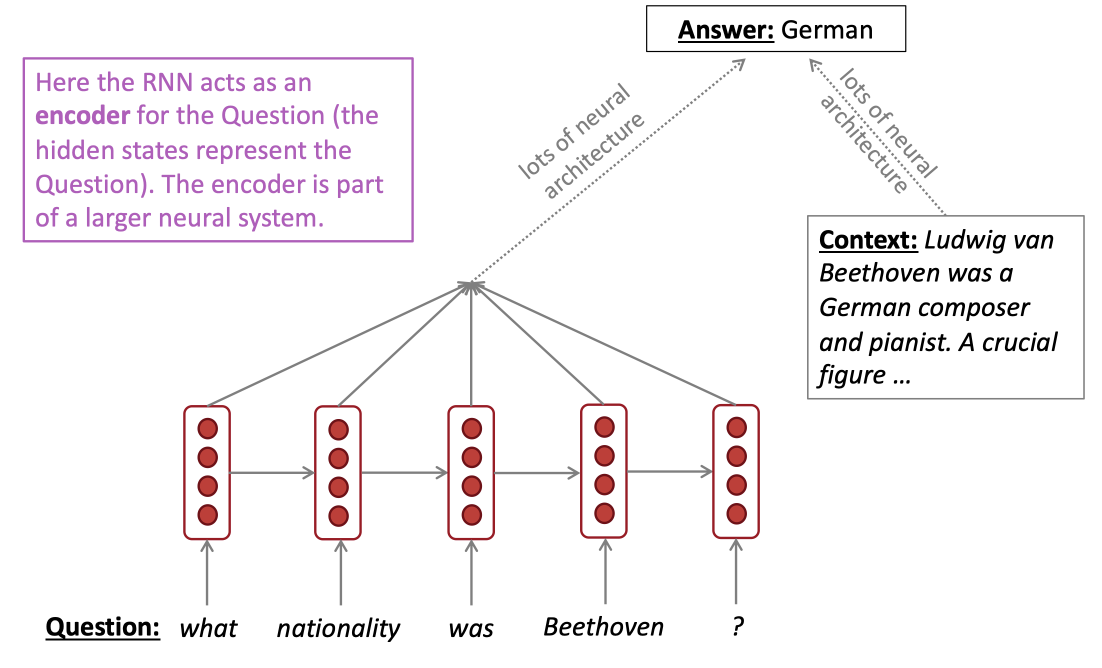 Answer: German
Here the RNN acts as an
encoder for the Question (the
hidden states represent the
Question). The encoder is part
of a larger neural system.
lots of neural
architecture
lots of neural
architecture
Context: Ludwig van
Beethoven was a
German composer
and pianist. A crucial
figure …
Question: what nationality was Beethoven ?